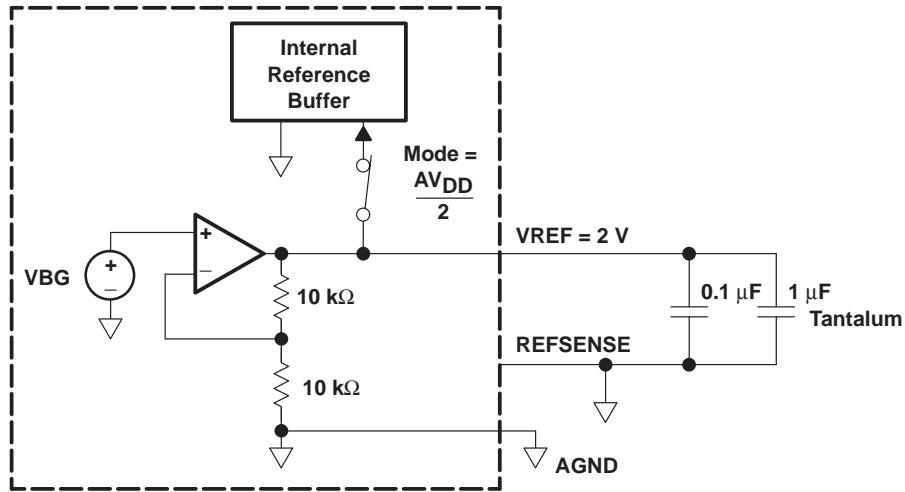 Internal
Reference
Buffer
Mode =
AVDD
2
+
−
VBG
+
−
10 kΩ
10 kΩ
VREF = 2 V
0.1 μF
1 μF
Tantalum
REFSENSE
AGND